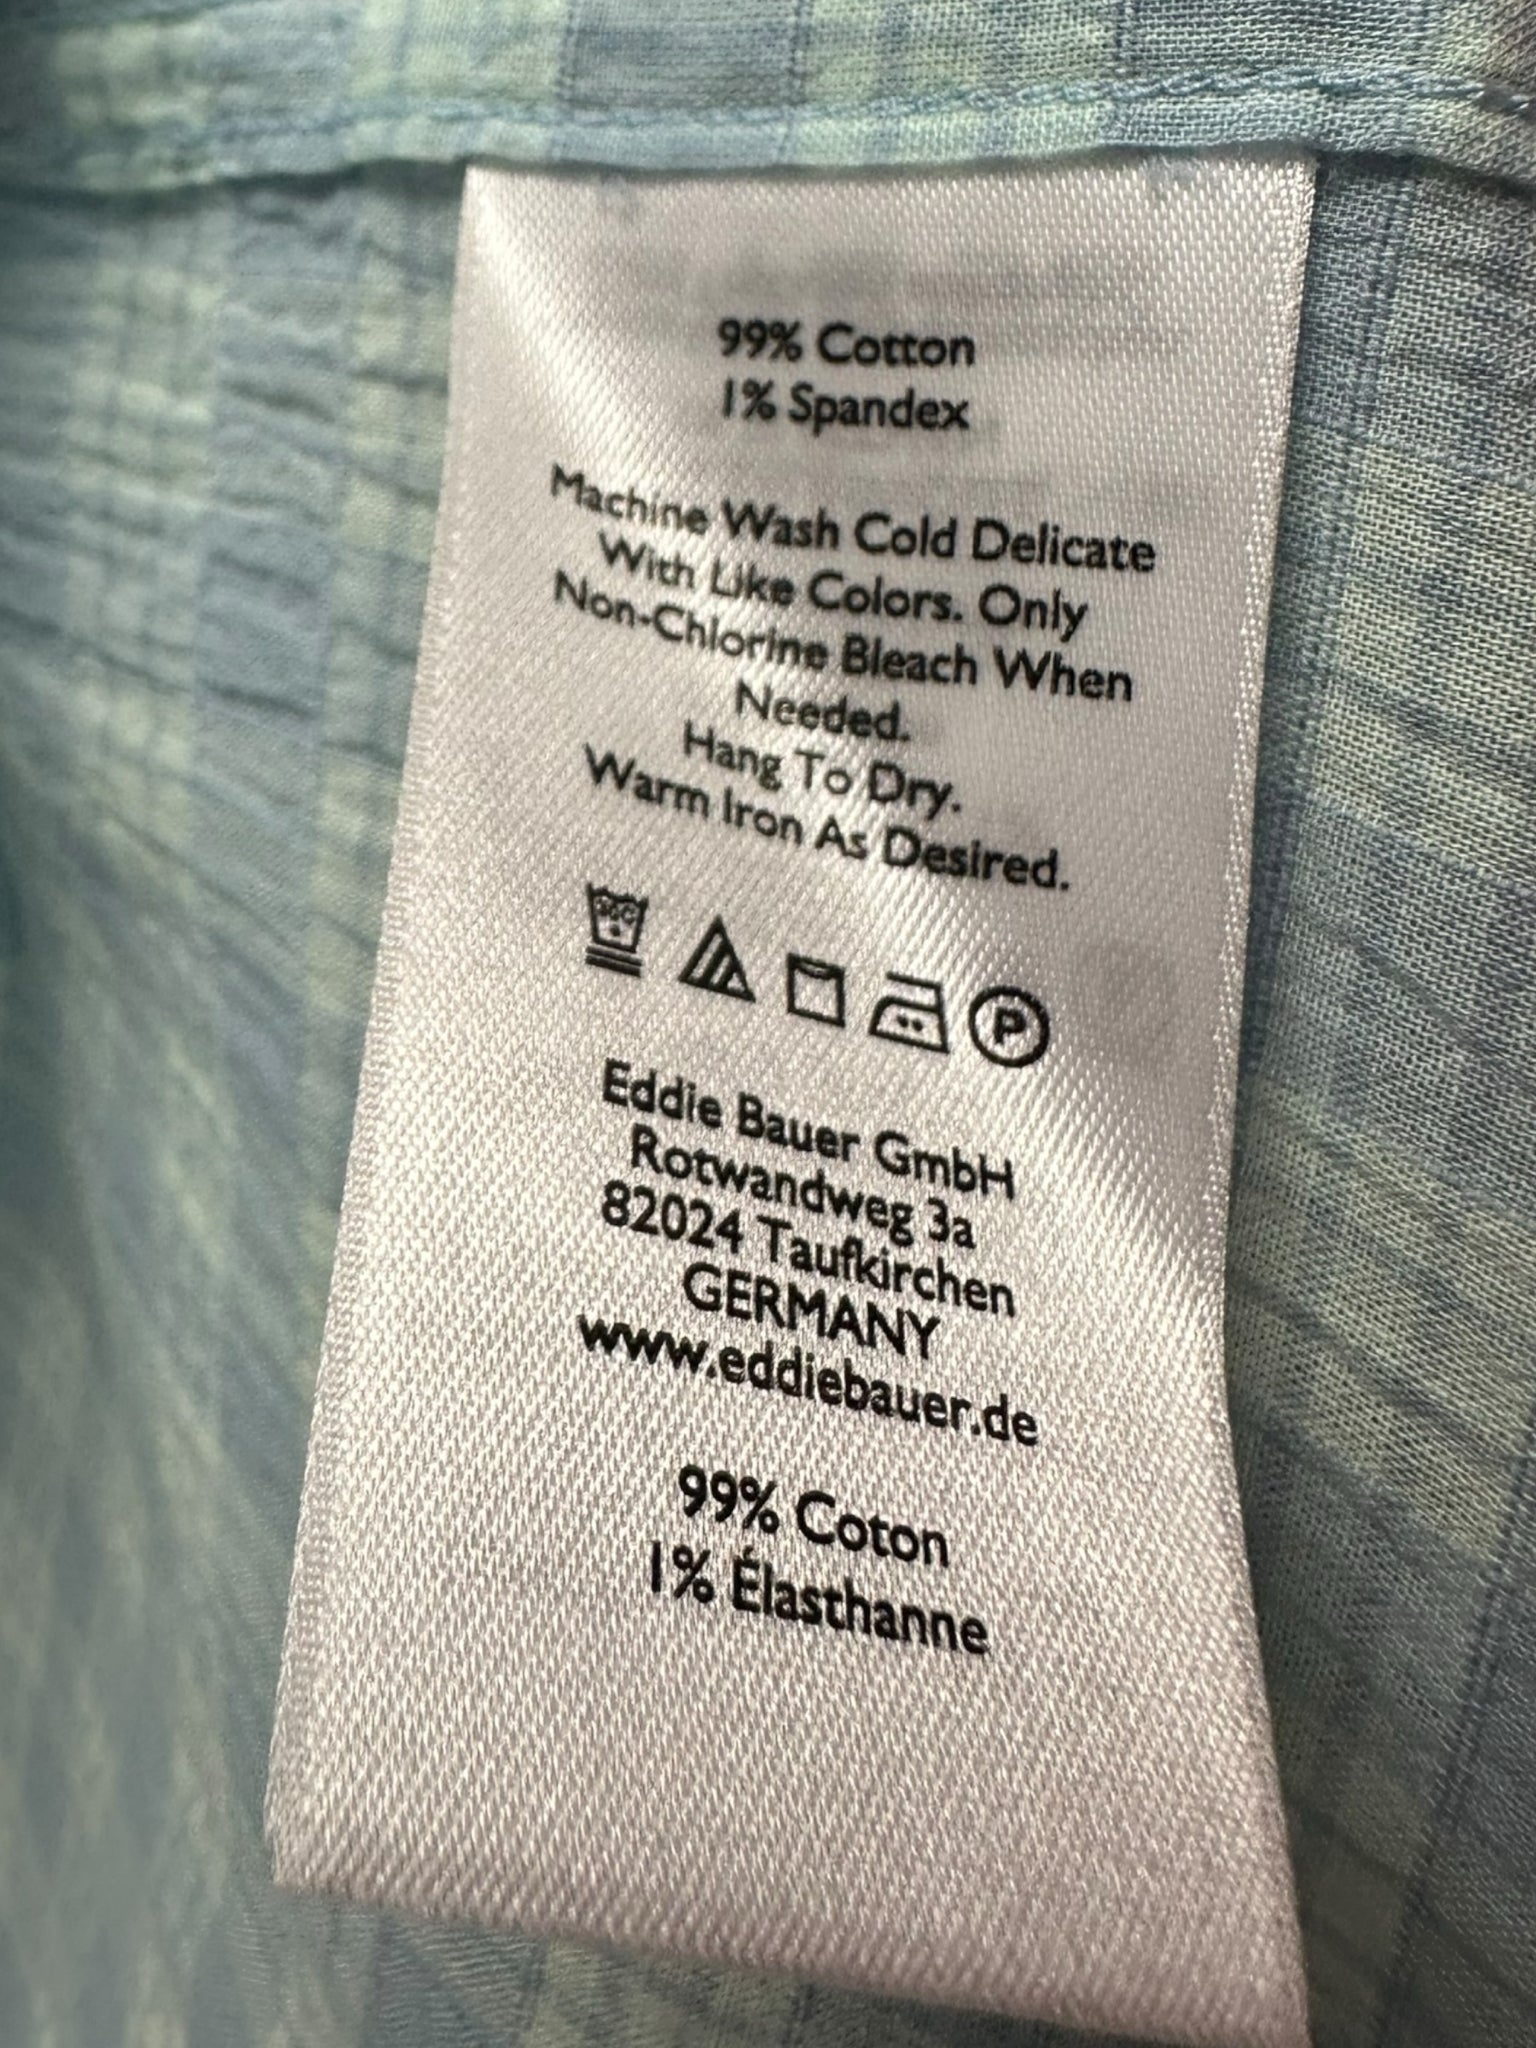 99% Cotton
1% Spandex
Machine Wash Cold Delicate
With Like Colors. Only
Non-Chlorine Bleach When
Needed.
Hang To Dry.
Warm Iron As Desired.
P
Eddie Bauer GmbH
Rotwandweg 3a
82024 Taufkirchen
GERMANY
www.eddiebauer.de
99% Coton
1% Élasthanne